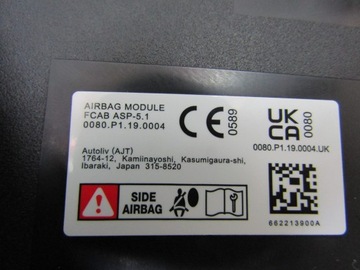 AIRBAG MODULE
FCAB ASP-5.1
0080.P1.19.0004
CE 0589
UK
CA 0080
0080.P1.19.0004.UK
Autoliv (AJT)
1764-12, Kamiinayoshi, Kasumigaura-shi,
Ibaraki, Japan 315-8520
SIDE
AIRBAG
662213900A